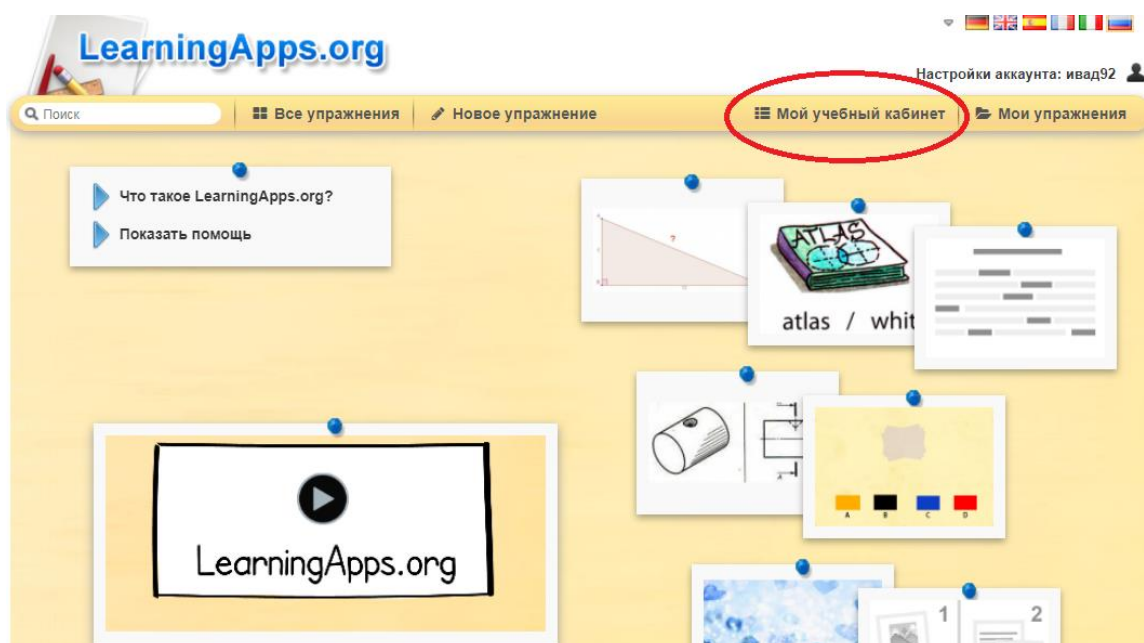 LearningApps.org
Настройки аккаунта: ивад92
Поиск
Все упражнения
Новое упражнение
Мой учебный кабинет
Мои упражнения
Что такое LearningApps.org?
Показать помощь
?
ATLAS
atlas / whit
A B C D
LearningApps.org
1 2